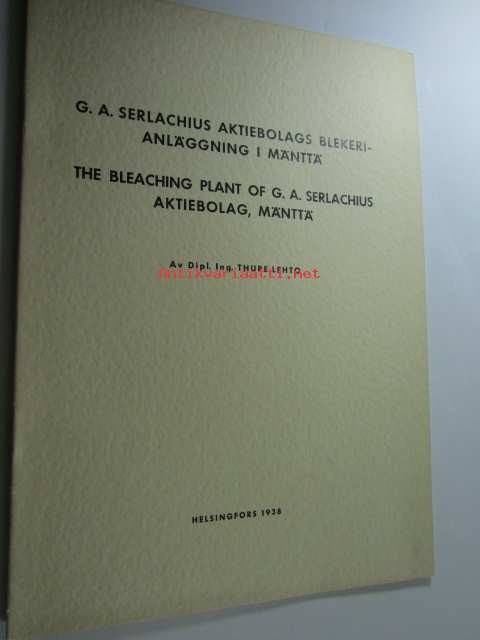 G. A. SERLACHIUS AKTIEBOLAGS BLEKERI-
ANLÄGGNING I MÄNTTÄ
THE BLEACHING PLANT OF G. A. SERLACHIUS
AKTIEBOLAG, MÄNTTÄ
Av Dipl. Ing. THURE LEHTO
Antikvariaatti.net
HELSINGFORS 1938